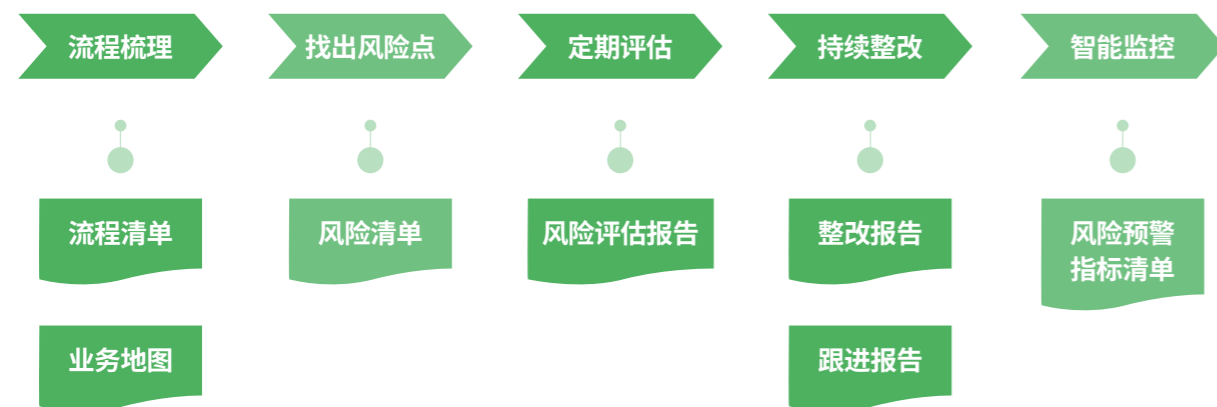 流程梳理
找出风险点
定期评估
持续整改
智能监控
流程清单
风险清单
风险评估报告
整改报告
风险预警
指标清单
业务地图
跟进报告